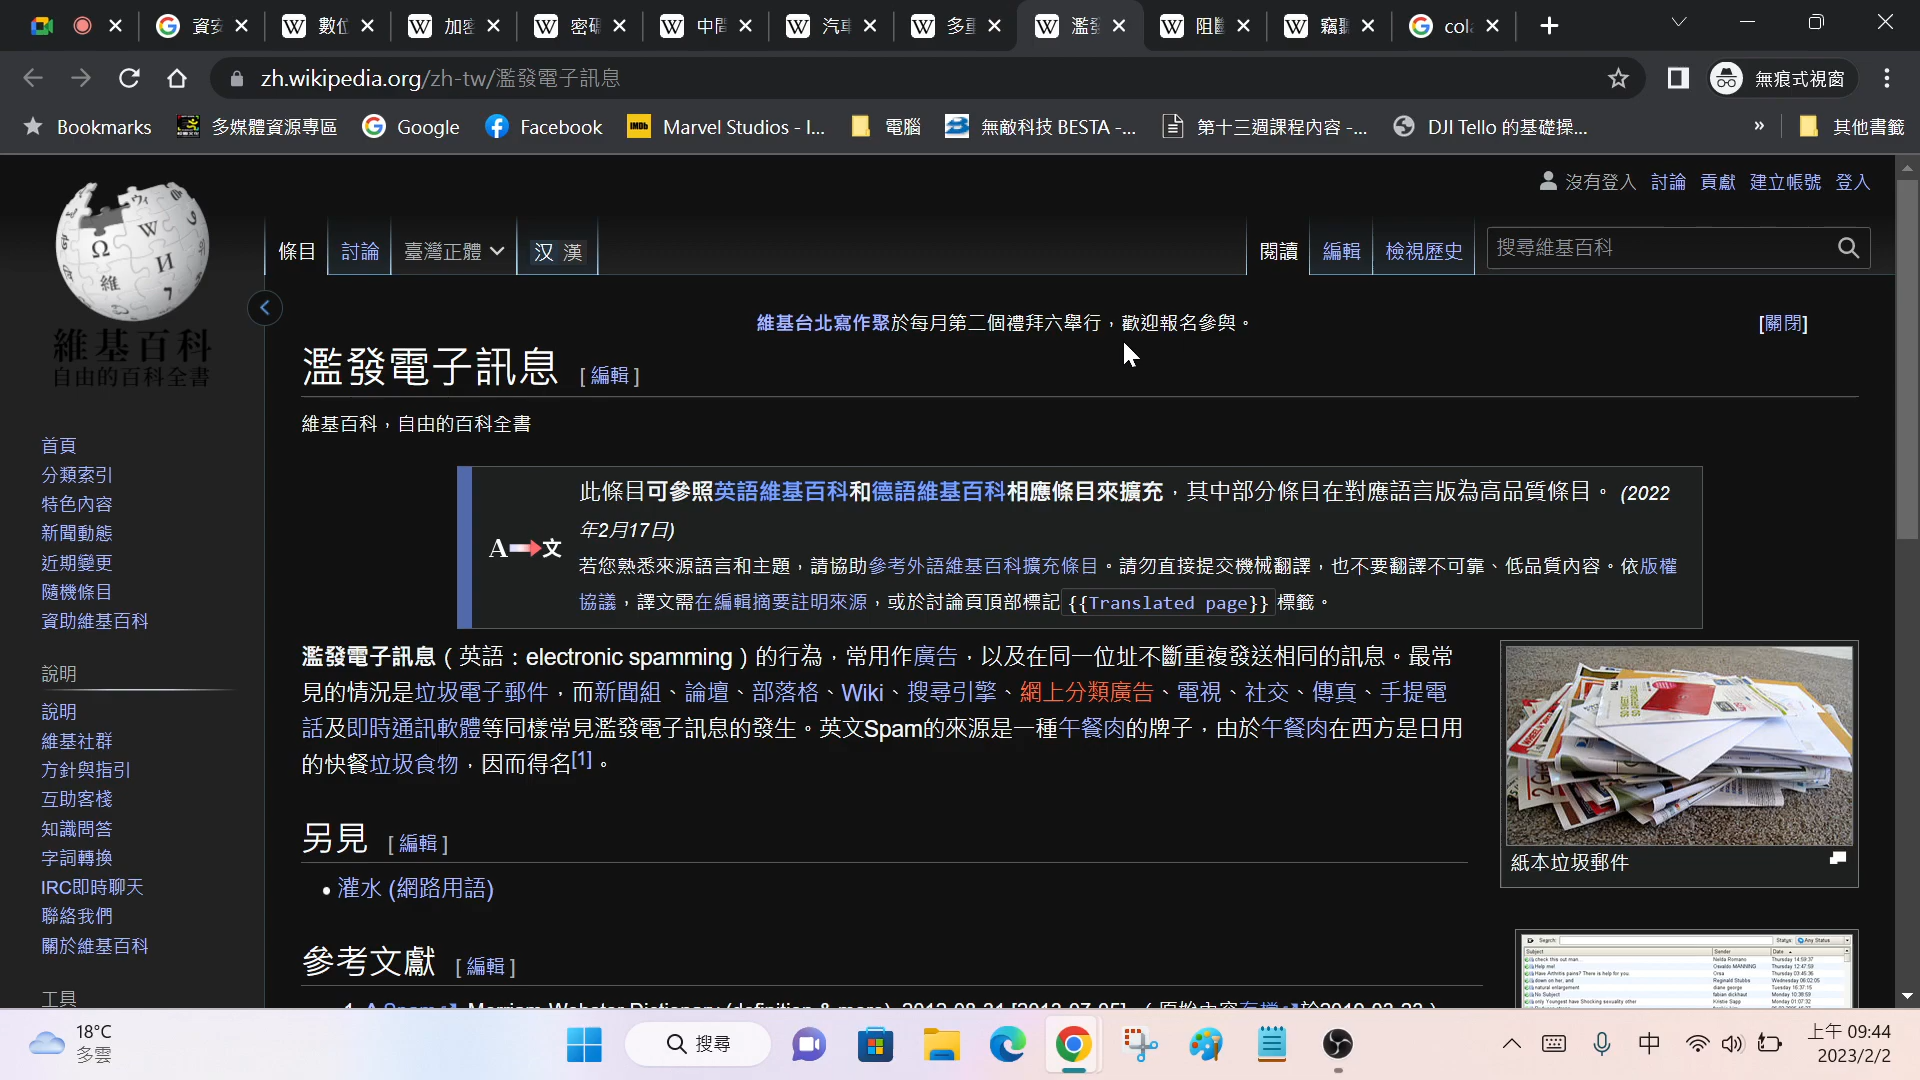 資安
數位
加密
密碼
中間
汽車
多重
濫發
阻斷
竊聽
cola
zh.wikipedia.org/zh-tw/濫發電子訊息
無痕式視窗
Bookmarks
多媒體資源專區
Google
Facebook
Marvel Studios - I...
電腦
無敵科技 BESTA -...
第十三週課程內容 -...
DJI Tello 的基礎操...
»
其他書籤
維基百科
自由的百科全書
沒有登入 討論 貢獻 建立帳號 登入
條目 討論 臺灣正體 汉 漢
閱讀 編輯 檢視歷史 搜尋維基百科
維基台北寫作聚於每月第二個禮拜六舉行，歡迎報名參與。
[關閉]
濫發電子訊息 [ 編輯 ]
維基百科，自由的百科全書
此條目可參照英語維基百科和德語維基百科相應條目來擴充，其中部分條目在對應語言版為高品質條目。 (2022
年2月17日)
若您熟悉來源語言和主題，請協助參考外語維基百科擴充條目。請勿直接提交機械翻譯，也不要翻譯不可靠、低品質內容。依版權
協議，譯文需在編輯摘要註明來源，或於討論頁頂部標記{{Translated page}}標籤。
A 文
濫發電子訊息（英語：electronic spamming）的行為，常用作廣告，以及在同一位址不斷重複發送相同的訊息。最常
見的情況是垃圾電子郵件，而新聞組、論壇、部落格、Wiki、搜尋引擎、網上分類廣告、電視、社交、傳真、手提電
話及即時通訊軟體等同樣常見濫發電子訊息的發生。英文Spam的來源是一種午餐肉的牌子，由於午餐肉在西方是日用
的快餐垃圾食物，因而得名[1]。
紙本垃圾郵件
另見 [ 編輯 ]
• 灌水 (網路用語)
參考文獻 [ 編輯 ]
首頁
分類索引
特色內容
新聞動態
近期變更
隨機條目
資助維基百科
說明
說明
維基社群
方針與指引
互助客棧
知識問答
字詞轉換
IRC即時聊天
聯絡我們
關於維基百科
工具
18°C
多雲
搜尋
中
上午 09:44
2023/2/2